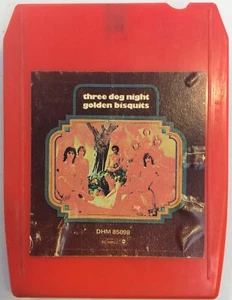 three dog night
golden bisquits
DHM 85098